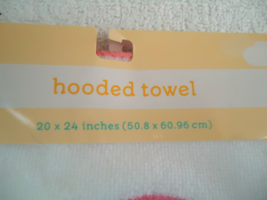 hooded towel
20 x 24 inches (50.8 x 60.96 cm)